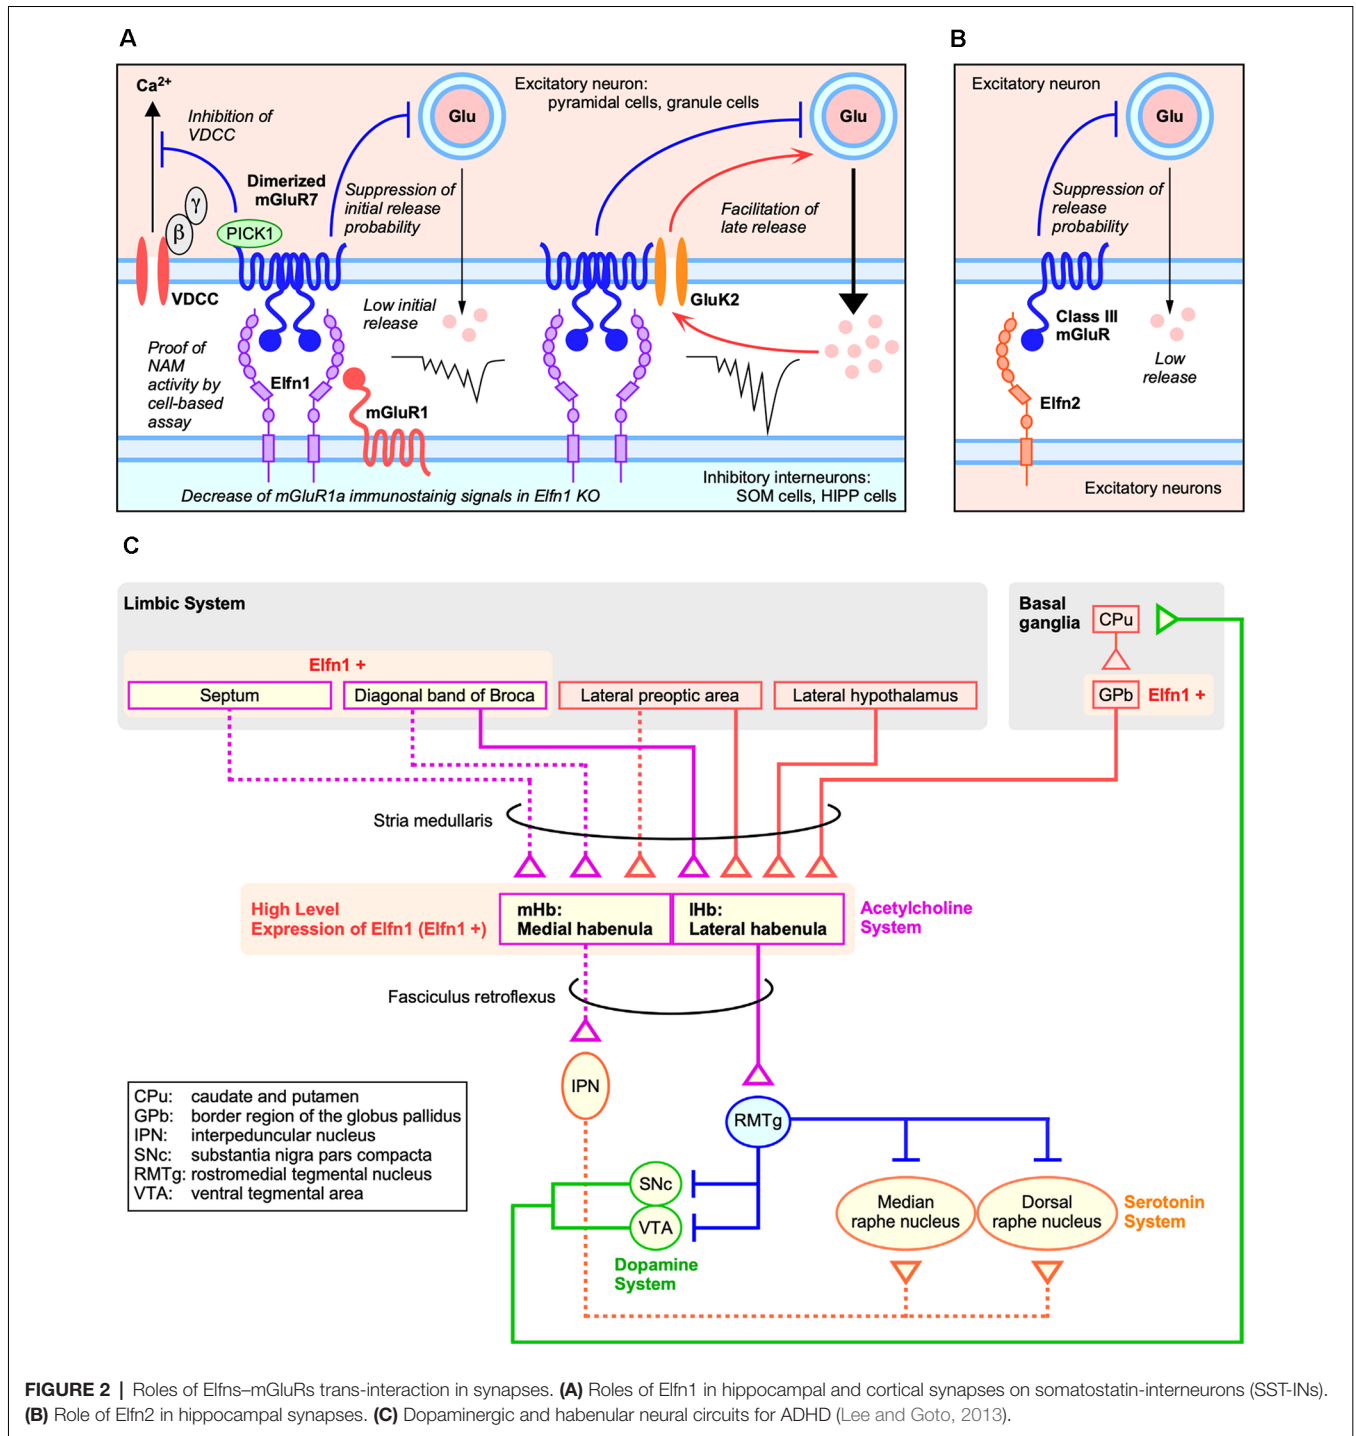 A
B
Ca2+
Inhibition of
VDCC
Glu
Excitatory neuron:
pyramidal cells, granule cells
Glu
Dimerized
mGluR7
Suppression of
initial release
probability
Facilitation of
late release
γ
β
PICK1
VDCC
GluK2
Low initial
release
Proof of
NAM
activity by
cell-based
assay
Elfn1
mGluR1
Decrease of mGluR1a immunostainig signals in Elfn1 KO
Inhibitory interneurons:
SOM cells, HIPP cells
Excitatory neuron
Glu
Suppression of
release
probability
Class III
mGluR
Low
release
Elfn2
Excitatory neurons
C
Limbic System
Basal
ganglia
CPu
Elfn1 +
Septum
Diagonal band of Broca
Lateral preoptic area
Lateral hypothalamus
GPb
Elfn1 +
Stria medullaris
High Level
Expression of Elfn1 (Elfn1 +)
mHb:
Medial habenula
lHb:
Lateral habenula
Acetylcholine
System
Fasciculus retroflexus
IPN
RMTg
CPu: caudate and putamen
GPb: border region of the globus pallidus
IPN: interpeduncular nucleus
SNc: substantia nigra pars compacta
RMTg: rostromedial tegmental nucleus
VTA: ventral tegmental area
SNc
VTA
Dopamine
System
Median
raphe nucleus
Dorsal
raphe nucleus
Serotonin
System
FIGURE 2 | Roles of Elfns–mGluRs trans-interaction in synapses. (A) Roles of Elfn1 in hippocampal and cortical synapses on somatostatin-interneurons (SST-INs).
(B) Role of Elfn2 in hippocampal synapses. (C) Dopaminergic and habenular neural circuits for ADHD (Lee and Goto, 2013).